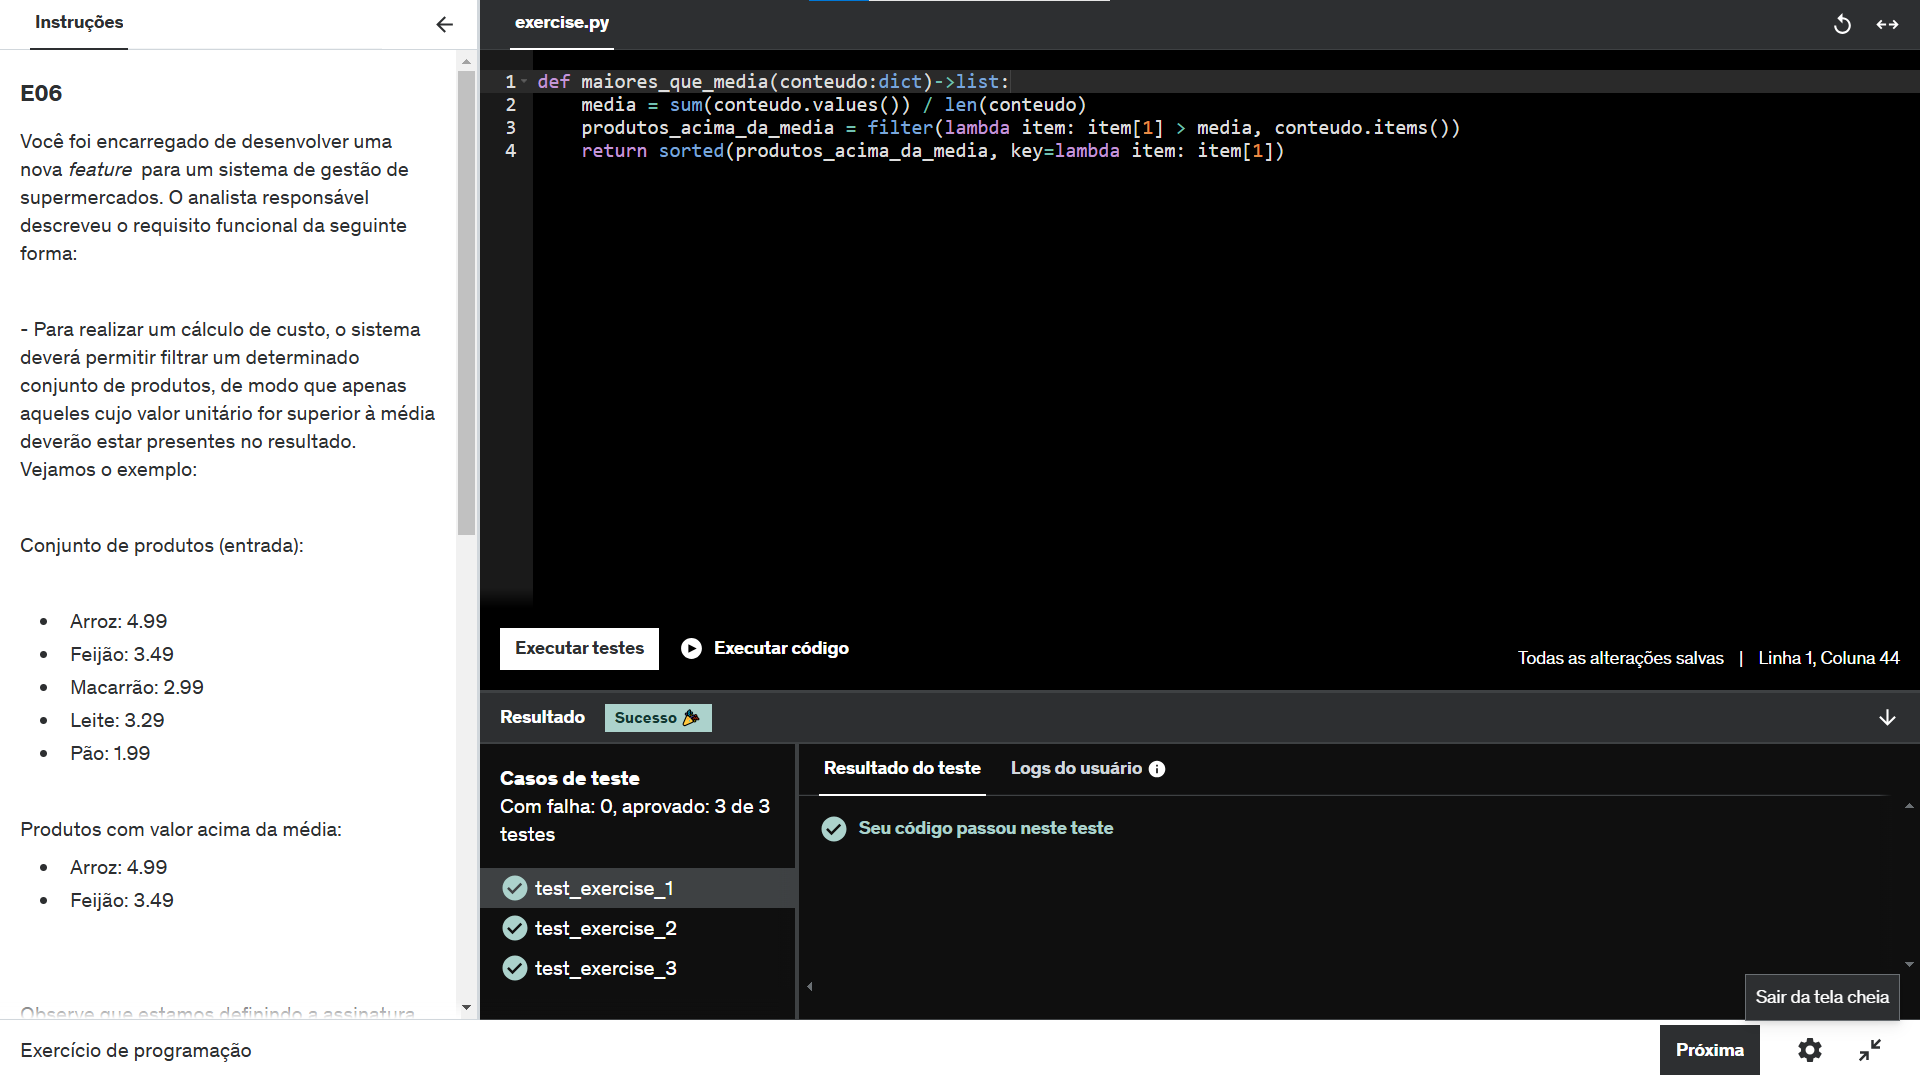 Instruções
E06
Você foi encarregado de desenvolver uma
nova feature para um sistema de gestão de
supermercados. O analista responsável
descreveu o requisito funcional da seguinte
forma:
- Para realizar um cálculo de custo, o sistema
deverá permitir filtrar um determinado
conjunto de produtos, de modo que apenas
aqueles cujo valor unitário for superior à média
deverão estar presentes no resultado.
Vejamos o exemplo:
Conjunto de produtos (entrada):
Arroz: 4.99
Feijão: 3.49
Macarrão: 2.99
Leite: 3.29
Pão: 1.99
Produtos com valor acima da média:
Arroz: 4.99
Feijão: 3.49
Observe que estamos definindo a assinatura
exercise.py
1 def maiores_que_media(conteudo:dict)->list:
2     media = sum(conteudo.values()) / len(conteudo)
3     produtos_acima_da_media = filter(lambda item: item[1] > media, conteudo.items())
4     return sorted(produtos_acima_da_media, key=lambda item: item[1])
Executar testes
Executar código
Todas as alterações salvas | Linha 1, Coluna 44
Resultado
Sucesso
Casos de teste
Com falha: 0, aprovado: 3 de 3
testes
test_exercise_1
test_exercise_2
test_exercise_3
Resultado do teste
Logs do usuário
Seu código passou neste teste
Sair da tela cheia
Exercício de programação
Próxima